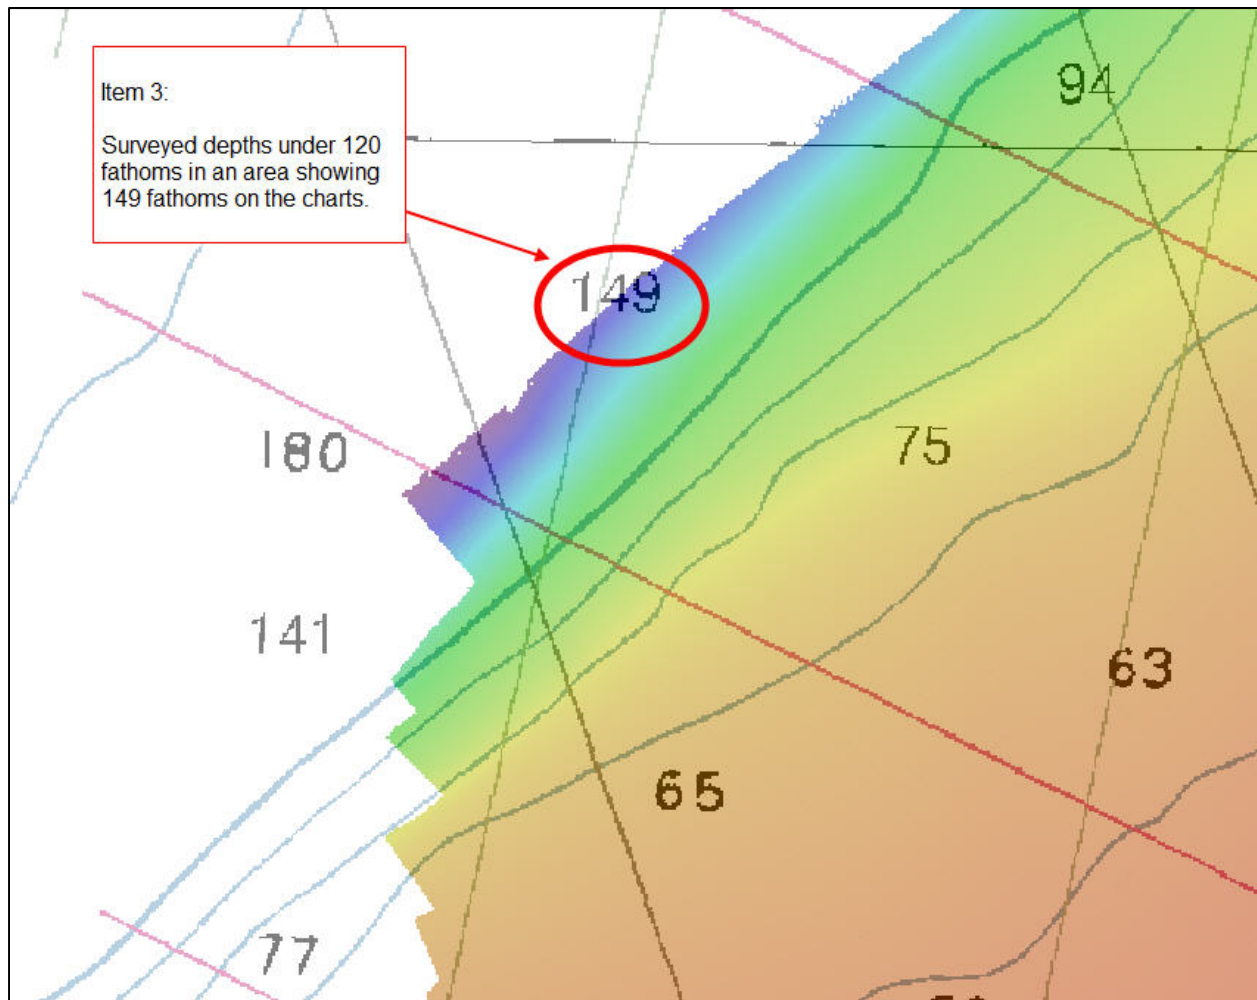 Item 3:
Surveyed depths under 120
fathoms in an area showing
149 fathoms on the charts.
94
149
75
180
141
63
65
77